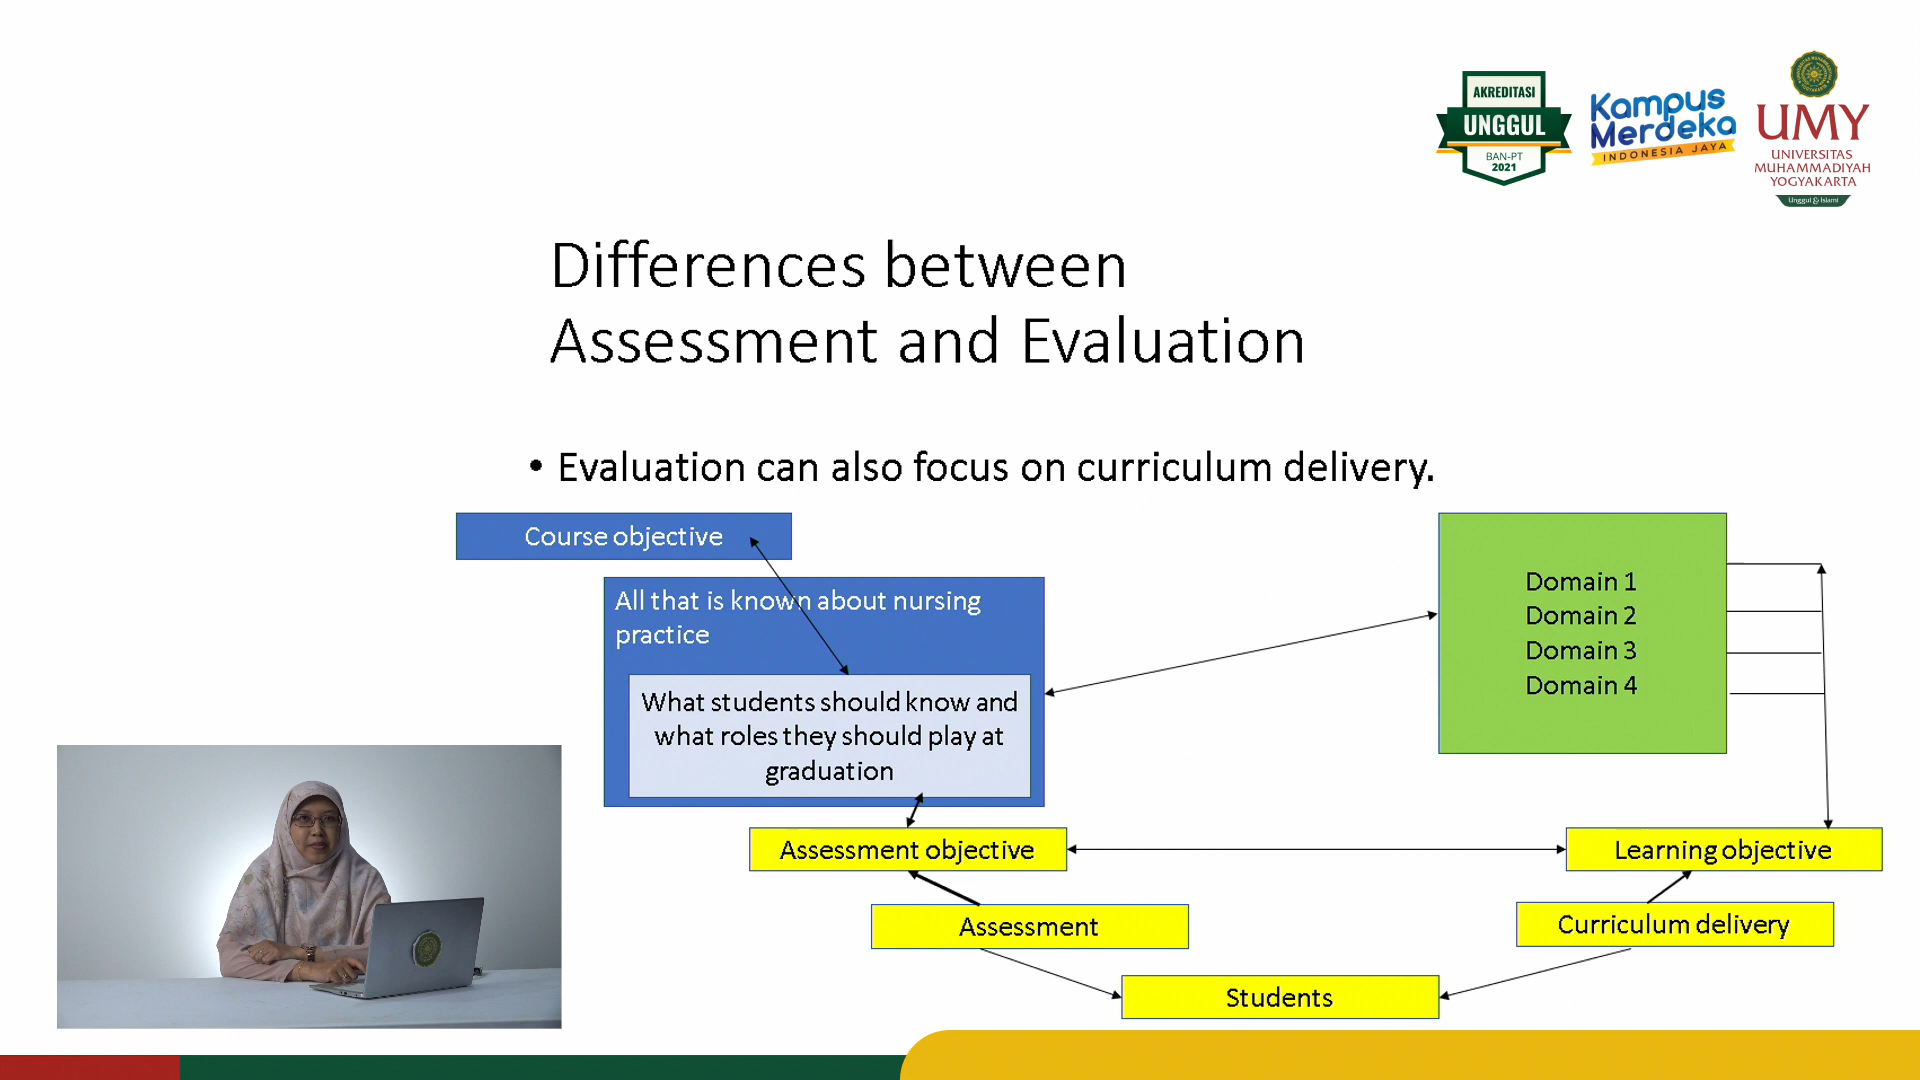 AKREDITASI
UNGGUL
BAN-PT
2021
Kampus
Merdeka
INDONESIA JAYA
UMY
UNIVERSITAS
MUHAMMADIYAH
YOGYAKARTA
Unggul & Islami
Differences between
Assessment and Evaluation
• Evaluation can also focus on curriculum delivery.
Course objective
All that is known about nursing
practice
What students should know and
what roles they should play at
graduation
Domain 1
Domain 2
Domain 3
Domain 4
Assessment objective
Learning objective
Assessment
Curriculum delivery
Students